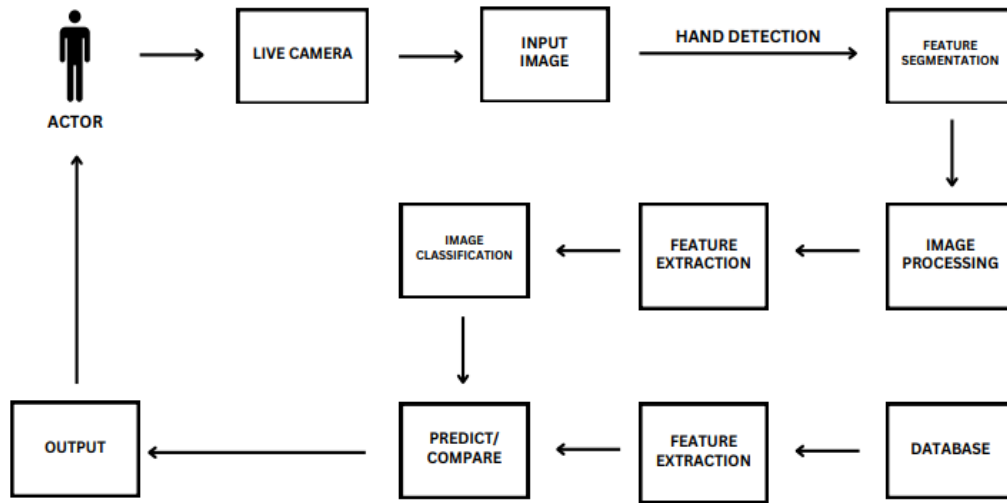 ACTOR
LIVE CAMERA
INPUT
IMAGE
HAND DETECTION
FEATURE
SEGMENTATION
IMAGE
CLASSIFICATION
FEATURE
EXTRACTION
IMAGE
PROCESSING
OUTPUT
PREDICT/
COMPARE
FEATURE
EXTRACTION
DATABASE